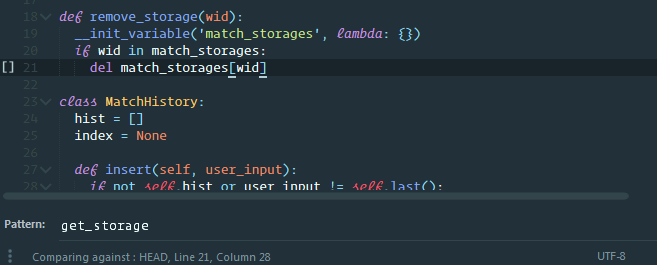 18 def remove_storage(wid):
19 __init_variable('match_storages', lambda: {})
20 if wid in match_storages:
[] 21 del match_storages[wid]
22
23 class MatchHistory:
24 hist = []
25 index = None
26
27 def insert(self, user_input):
28 if not self.hist or user_input != self.last():
Pattern: get_storage
Comparing against : HEAD, Line 21, Column 28 UTF-8